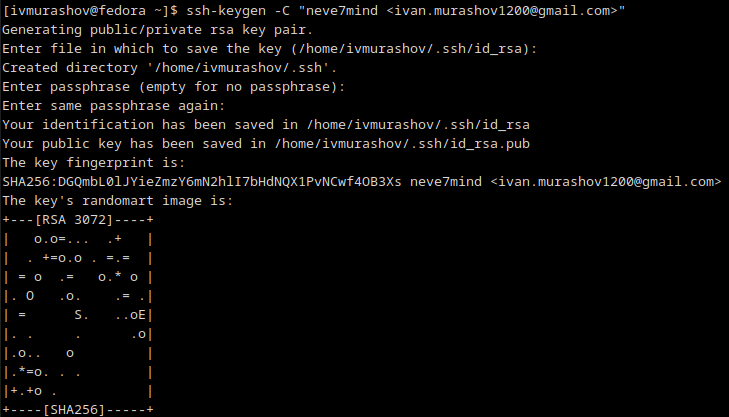 [ivmurashov@fedora ~]$ ssh-keygen -C "neve7mind <ivan.murashov1200@gmail.com>"
Generating public/private rsa key pair.
Enter file in which to save the key (/home/ivmurashov/.ssh/id_rsa):
Created directory '/home/ivmurashov/.ssh'.
Enter passphrase (empty for no passphrase):
Enter same passphrase again:
Your identification has been saved in /home/ivmurashov/.ssh/id_rsa
Your public key has been saved in /home/ivmurashov/.ssh/id_rsa.pub
The key fingerprint is:
SHA256:DGQmbL0lJYieZmzY6mN2hlI7bHdNQX1PvNCwf4OB3Xs neve7mind <ivan.murashov1200@gmail.com>
The key's randomart image is:
+---[RSA 3072]----+
|   o.o=... .+   |
|  . +=o.o . =.=  |
| = o  .=   o.* o |
|. O   .o.    .= .|
| =      S.   ..oE|
|. .     .      .o|
|.o..   o         |
|.*=o. . .        |
|+.+o .           |
+----[SHA256]-----+